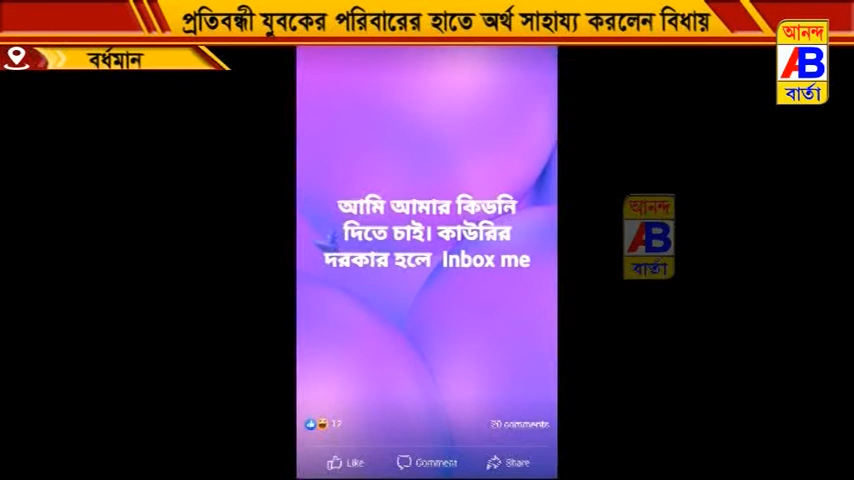 প্রতিবন্ধী যুবকের পরিবারের হাতে অর্থ সাহায্য করলেন বিধায়
বর্ধমান
আনন্দ
AB
বার্তা
আমি আমার কিডনি
দিতে চাই। কাউরির
দরকার হলে Inbox me
আনন্দ
AB
বার্তা
12
20 comments
Like
Comment
Share